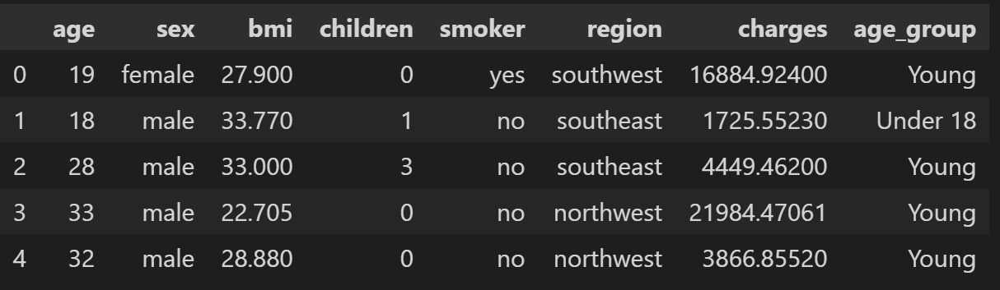 age sex bmi children smoker region charges age_group
0 19 female 27.900 0 yes southwest 16884.92400 Young
1 18 male 33.770 1 no southeast 1725.55230 Under 18
2 28 male 33.000 3 no southeast 4449.46200 Young
3 33 male 22.705 0 no northwest 21984.47061 Young
4 32 male 28.880 0 no northwest 3866.85520 Young